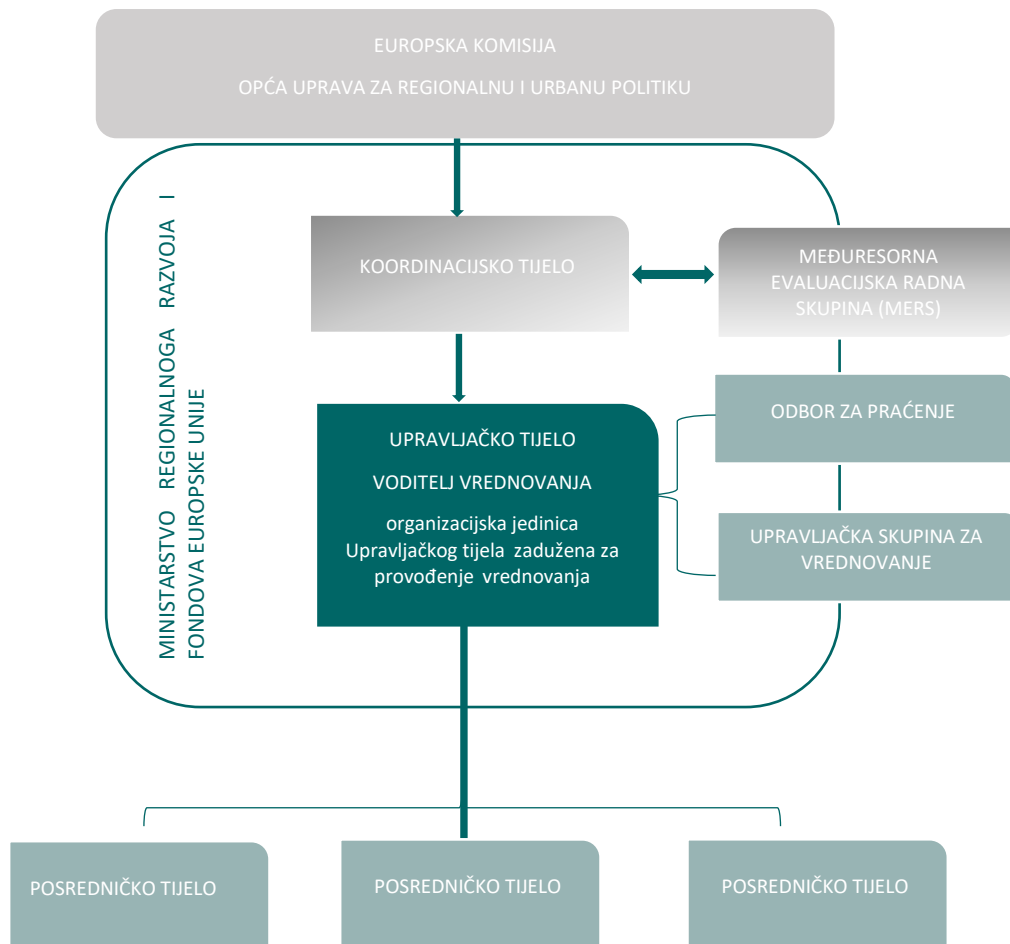 EUROPSKA KOMISIJA
OPĆA UPRAVA ZA REGIONALNU I URBANU POLITIKU
MINISTARSTVO REGIONALNOGA RAZVOJA I
FONDOVA EUROPSKE UNIJE
KOORDINACIJSKO TIJELO
MEĐURESORNA
EVALUACIJSKA RADNA
SKUPINA (MERS)
UPRAVLJAČKO TIJELO
VODITELJ VREDNOVANJA
organizacijska jedinica
Upravljačkog tijela zadužena za
provođenje vrednovanja
ODBOR ZA PRAĆENJE
UPRAVLJAČKA SKUPINA ZA
VREDNOVANJE
POSREDNIČKO TIJELO
POSREDNIČKO TIJELO
POSREDNIČKO TIJELO